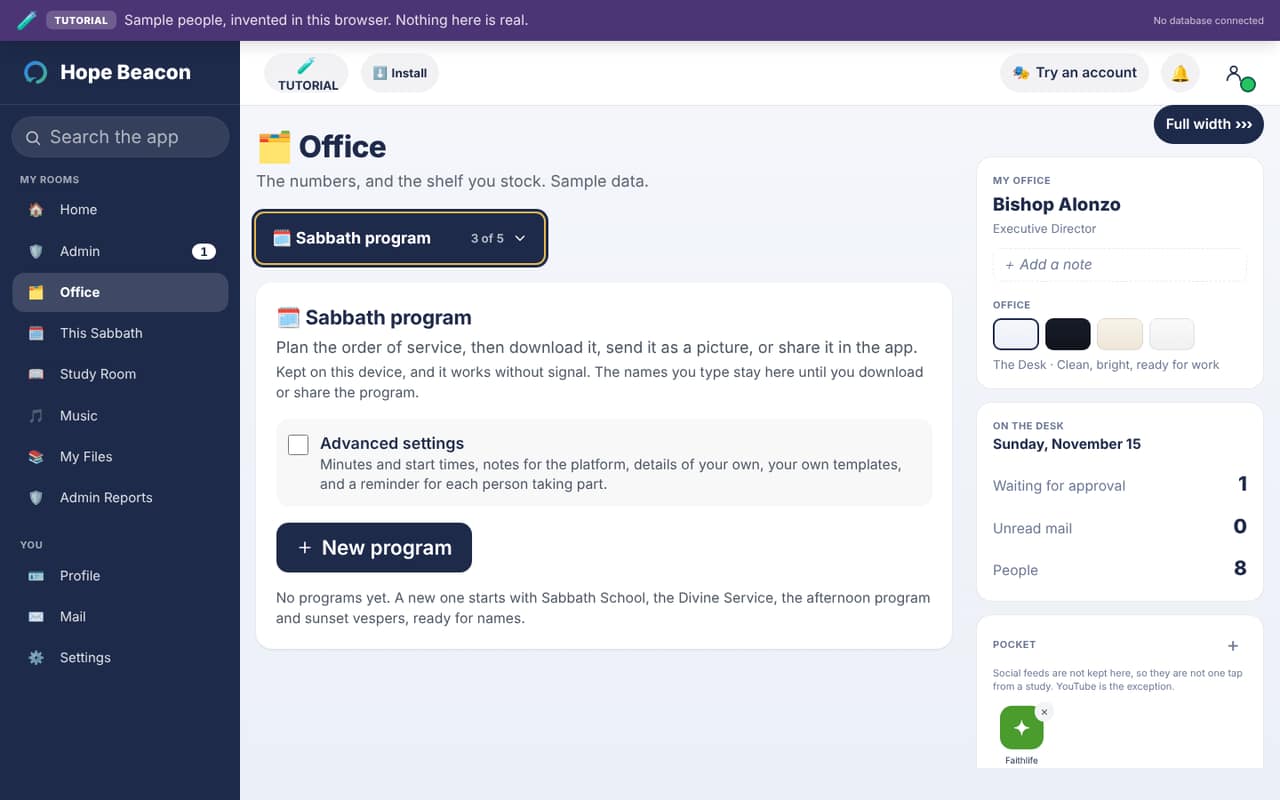 TUTORIAL Sample people, invented in this browser. Nothing here is real.
No database connected
Hope Beacon
Search the app
MY ROOMS
Home
Admin 1
Office
This Sabbath
Study Room
Music
My Files
Admin Reports
YOU
Profile
Mail
Settings
TUTORIAL
Install
Try an account
Full width ›››
Office
The numbers, and the shelf you stock. Sample data.
Sabbath program 3 of 5
Sabbath program
Plan the order of service, then download it, send it as a picture, or share it in the app.
Kept on this device, and it works without signal. The names you type stay here until you download
or share the program.
Advanced settings
Minutes and start times, notes for the platform, details of your own, your own templates,
and a reminder for each person taking part.
+ New program
No programs yet. A new one starts with Sabbath School, the Divine Service, the afternoon program
and sunset vespers, ready for names.
MY OFFICE
Bishop Alonzo
Executive Director
+ Add a note
OFFICE
The Desk · Clean, bright, ready for work
ON THE DESK
Sunday, November 15
Waiting for approval 1
Unread mail 0
People 8
POCKET +
Social feeds are not kept here, so they are not one tap
from a study. YouTube is the exception.
×
Faithlife